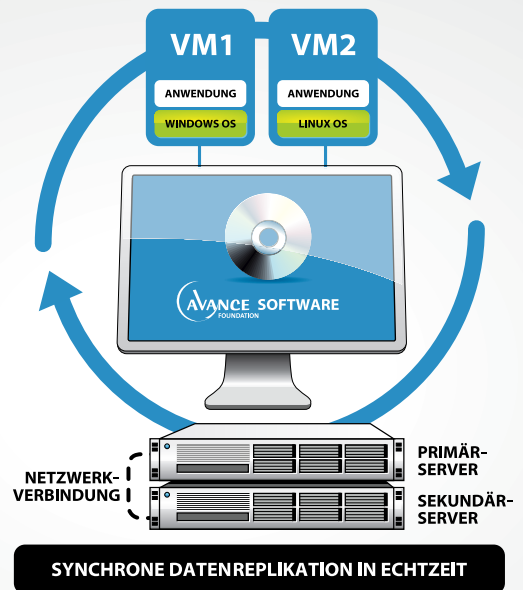 VM1
ANWENDUNG
WINDOWS OS
VM2
ANWENDUNG
LINUX OS
AVANCE SOFTWARE
FOUNDATION
NETZWERK-
VERBINDUNG
PRIMÄR-
SERVER
SEKUNDÄR-
SERVER
SYNCHRONE DATENREPLIKATION IN ECHTZEIT